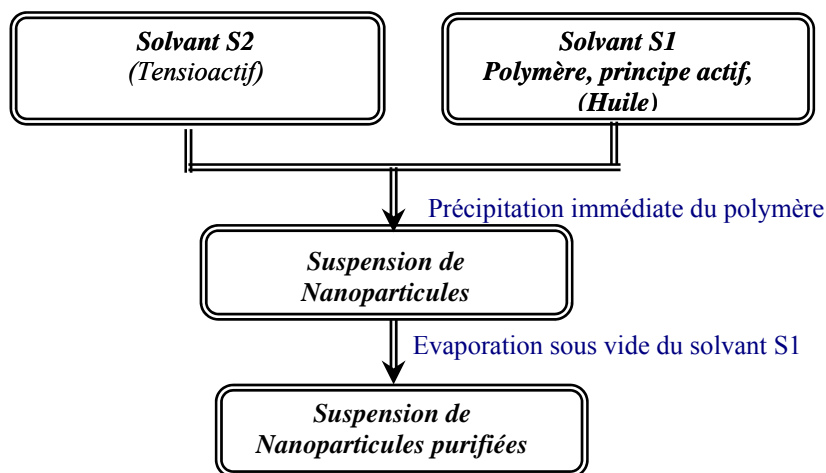 Solvant S2
(Tensioactif)
Solvant S1
Polymère, principe actif,
(Huile)
Précipitation immédiate du polymère
Suspension de
Nanoparticules
Evaporation sous vide du solvant S1
Suspension de
Nanoparticules purifiées